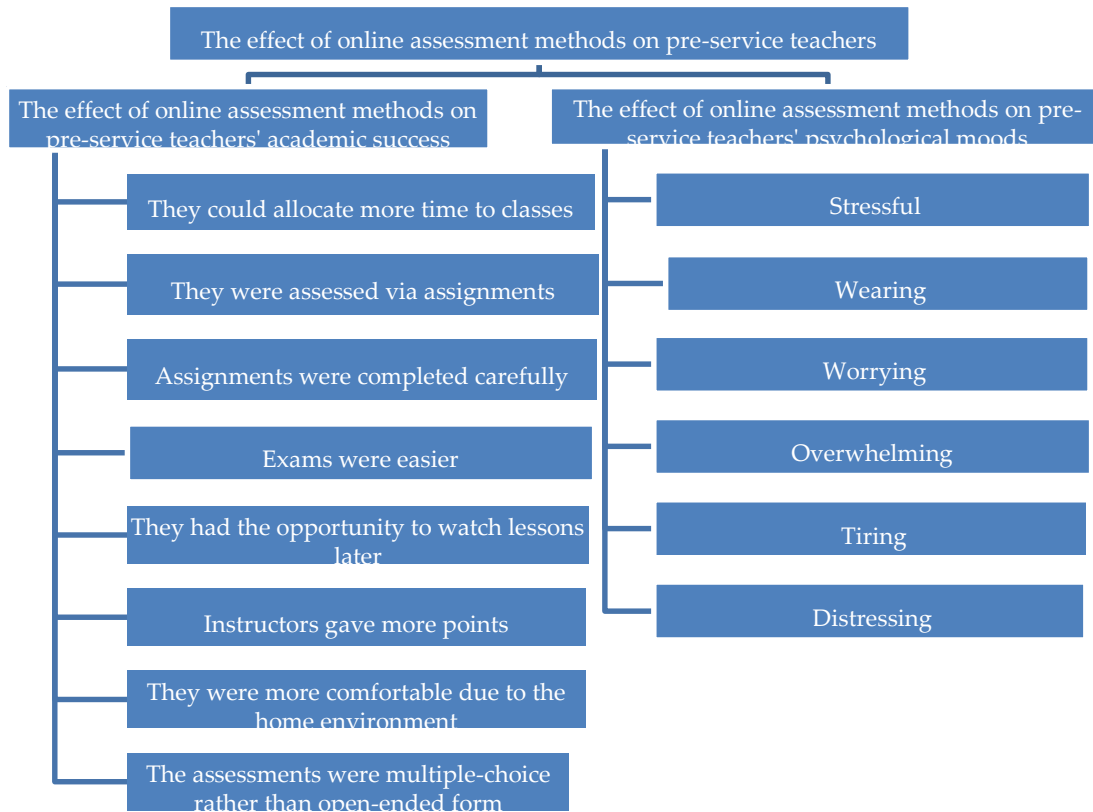 The effect of online assessment methods on pre-service teachers
The effect of online assessment methods on
pre-service teachers' academic success
They could allocate more time to classes
They were assessed via assignments
Assignments were completed carefully
Exams were easier
They had the opportunity to watch lessons
later
Instructors gave more points
They were more comfortable due to the
home environment
The assessments were multiple-choice
rather than open-ended form
The effect of online assessment methods on pre-
service teachers' psychological moods
Stressful
Wearing
Worrying
Overwhelming
Tiring
Distressing